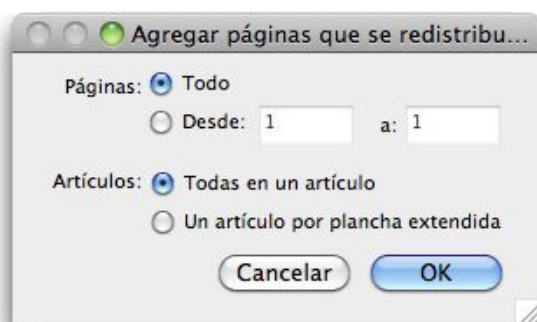 Agregar páginas que se redistribu...
Páginas: Todo
Desde: 1 a: 1
Artículos: Todas en un artículo
Un artículo por plancha extendida
Cancelar OK